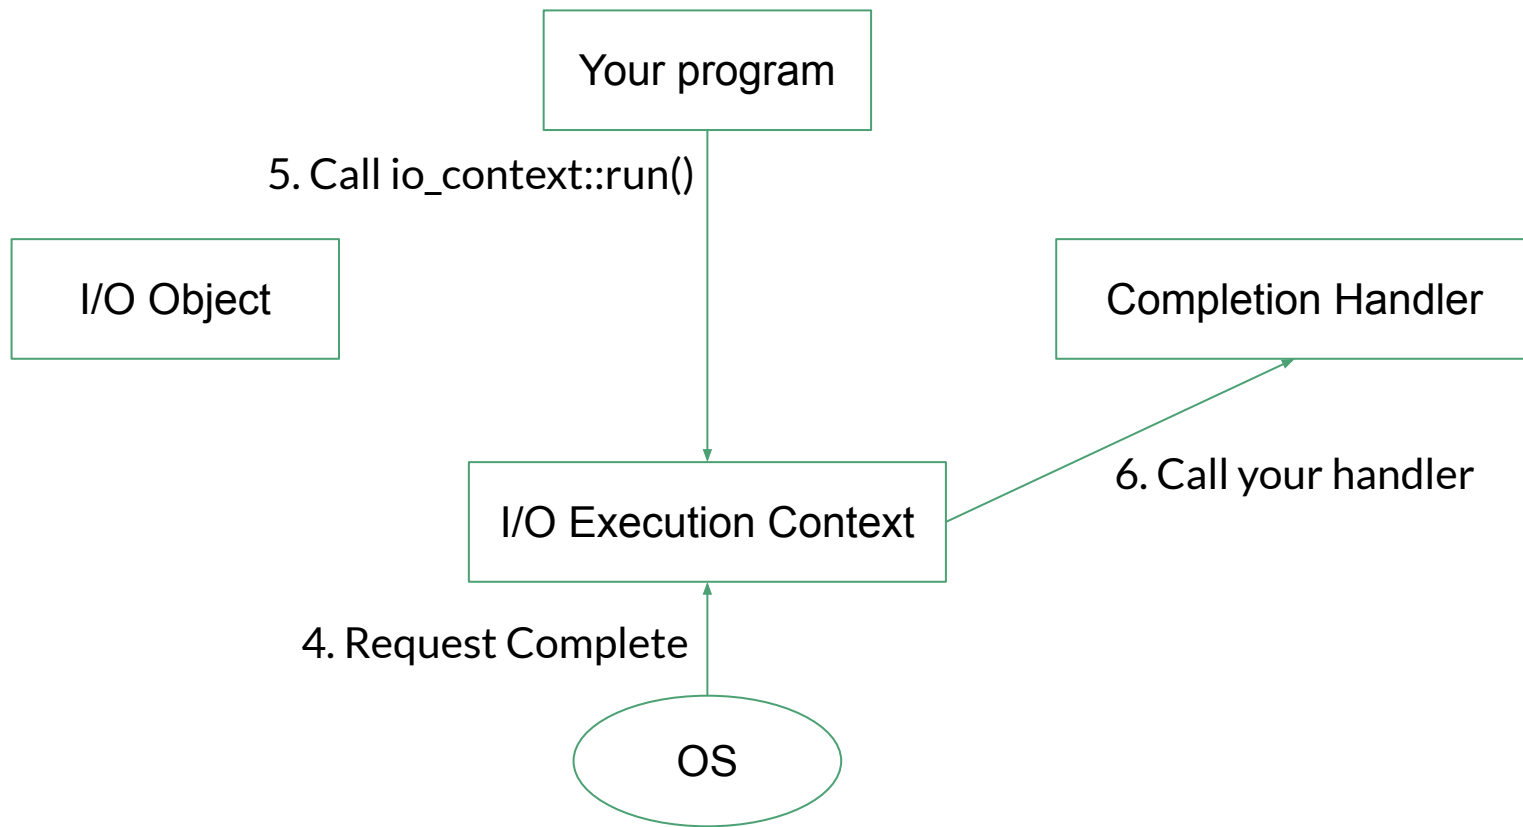 Your program
5. Call io_context::run()
I/O Object
Completion Handler
6. Call your handler
I/O Execution Context
4. Request Complete
OS